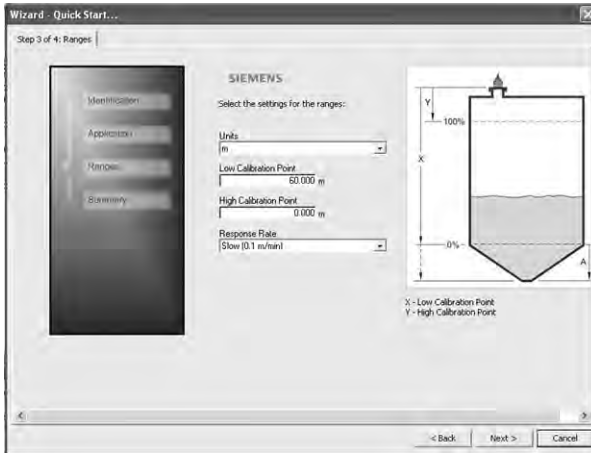 Wizard - Quick Start...
Step 3 of 4: Ranges
Identification
Application
Ranges
Summary
SIEMENS
Select the settings for the ranges:
Units
m
Low Calibration Point
60.000 m
High Calibration Point
0.000 m
Response Rate
Slow (0.1 m/min)
Y
100%
X
0%
A
X - Low Calibration Point
Y - High Calibration Point
< Back
Next >
Cancel